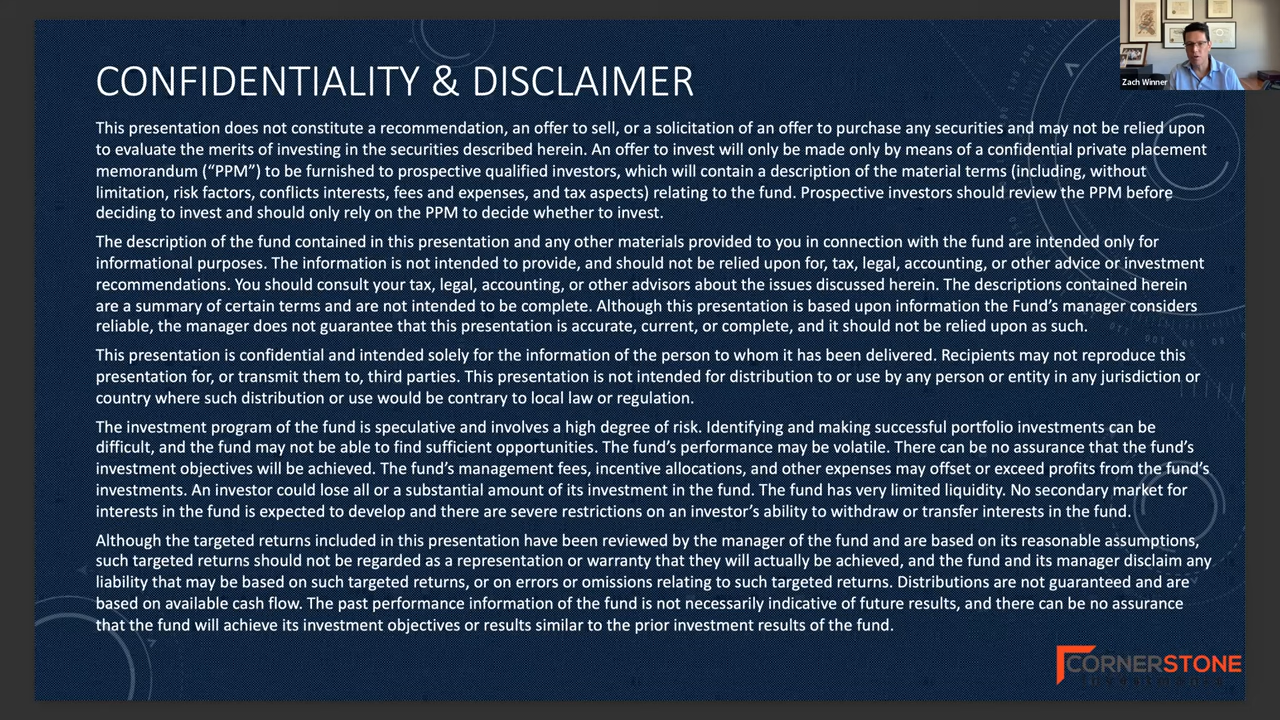 Zach Winner
CONFIDENTIALITY & DISCLAIMER
This presentation does not constitute a recommendation, an offer to sell, or a solicitation of an offer to purchase any securities and may not be relied upon
to evaluate the merits of investing in the securities described herein. An offer to invest will only be made only by means of a confidential private placement
memorandum (“PPM”) to be furnished to prospective qualified investors, which will contain a description of the material terms (including, without
limitation, risk factors, conflicts interests, fees and expenses, and tax aspects) relating to the fund. Prospective investors should review the PPM before
deciding to invest and should only rely on the PPM to decide whether to invest.
The description of the fund contained in this presentation and any other materials provided to you in connection with the fund are intended only for
informational purposes. The information is not intended to provide, and should not be relied upon for, tax, legal, accounting, or other advice or investment
recommendations. You should consult your tax, legal, accounting, or other advisors about the issues discussed herein. The descriptions contained herein
are a summary of certain terms and are not intended to be complete. Although this presentation is based upon information the Fund’s manager considers
reliable, the manager does not guarantee that this presentation is accurate, current, or complete, and it should not be relied upon as such.
This presentation is confidential and intended solely for the information of the person to whom it has been delivered. Recipients may not reproduce this
presentation for, or transmit them to, third parties. This presentation is not intended for distribution to or use by any person or entity in any jurisdiction or
country where such distribution or use would be contrary to local law or regulation.
The investment program of the fund is speculative and involves a high degree of risk. Identifying and making successful portfolio investments can be
difficult, and the fund may not be able to find sufficient opportunities. The fund’s performance may be volatile. There can be no assurance that the fund’s
investment objectives will be achieved. The fund’s management fees, incentive allocations, and other expenses may offset or exceed profits from the fund’s
investments. An investor could lose all or a substantial amount of its investment in the fund. The fund has very limited liquidity. No secondary market for
interests in the fund is expected to develop and there are severe restrictions on an investor’s ability to withdraw or transfer interests in the fund.
Although the targeted returns included in this presentation have been reviewed by the manager of the fund and are based on its reasonable assumptions,
such targeted returns should not be regarded as a representation or warranty that they will actually be achieved, and the fund and its manager disclaim any
liability that may be based on such targeted returns, or on errors or omissions relating to such targeted returns. Distributions are not guaranteed and are
based on available cash flow. The past performance information of the fund is not necessarily indicative of future results, and there can be no assurance
that the fund will achieve its investment objectives or results similar to the prior investment results of the fund.
CORNERSTONE